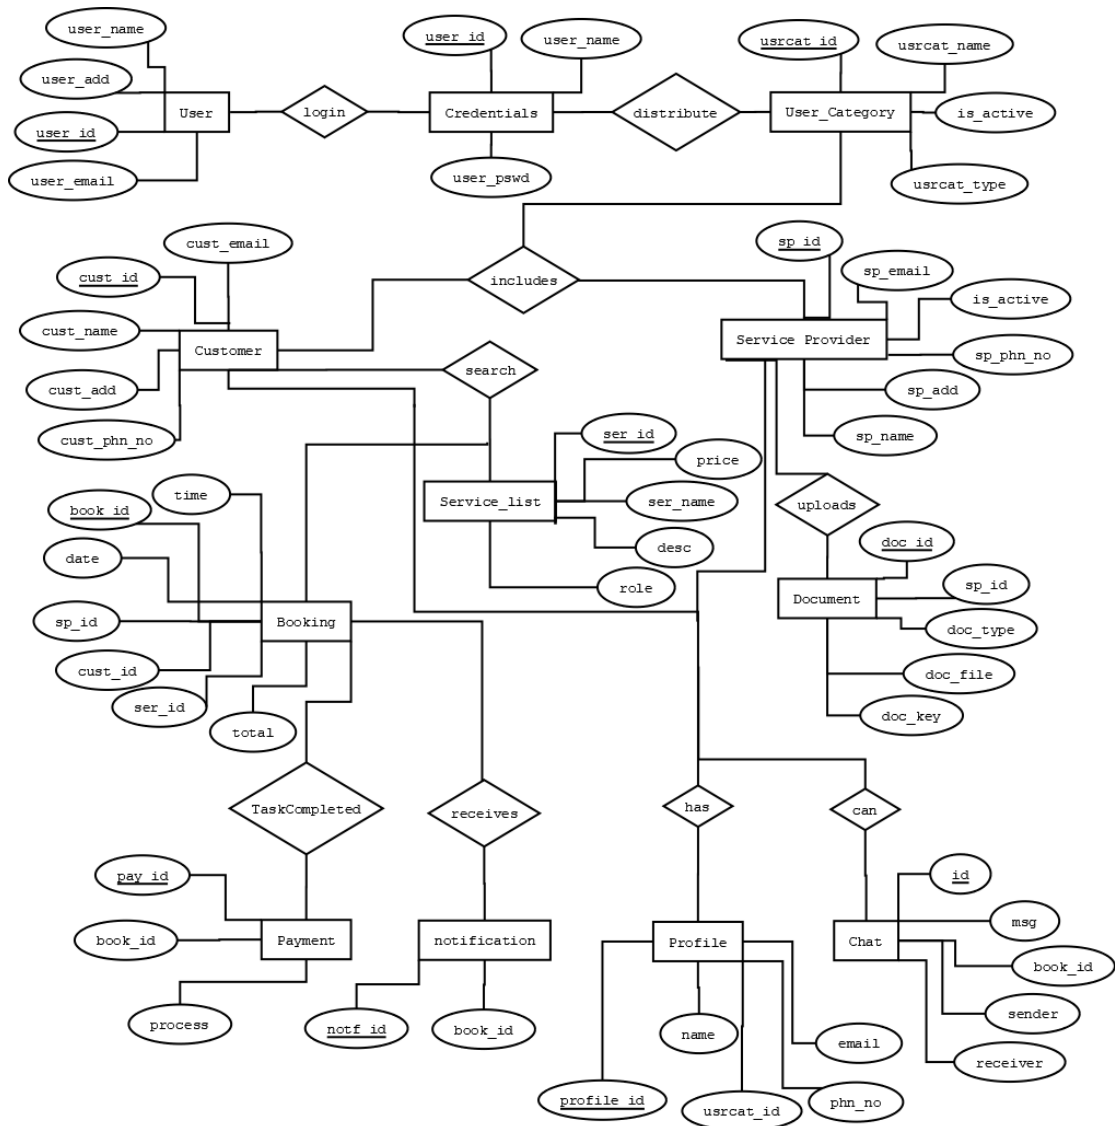 user_name
user_id
user_name
usrcat_id
usrcat_name
user_add
User
login
Credentials
distribute
User_Category
is_active
user_id
user_email
user_pswd
usrcat_type
cust_email
sp_id
cust_id
includes
sp_email
is_active
cust_name
Customer
Service Provider
sp_phn_no
cust_add
search
sp_add
cust_phn_no
ser_id
sp_name
price
time
Service_list
ser_name
uploads
book_id
desc
doc_id
date
role
Document
sp_id
sp_id
Booking
doc_type
cust_id
doc_file
ser_id
total
doc_key
TaskCompleted
receives
has
can
pay_id
id
msg
book_id
Payment
notification
Profile
Chat
book_id
process
notf_id
book_id
name
email
sender
receiver
profile_id
usrcat_id
phn_no